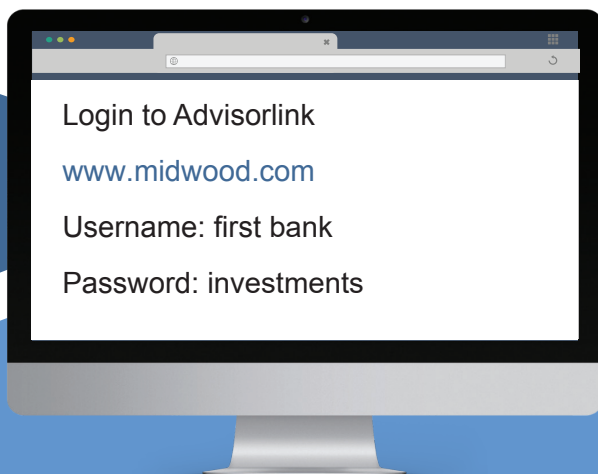 Login to Advisorlink
www.midwood.com
Username: first bank
Password: investments